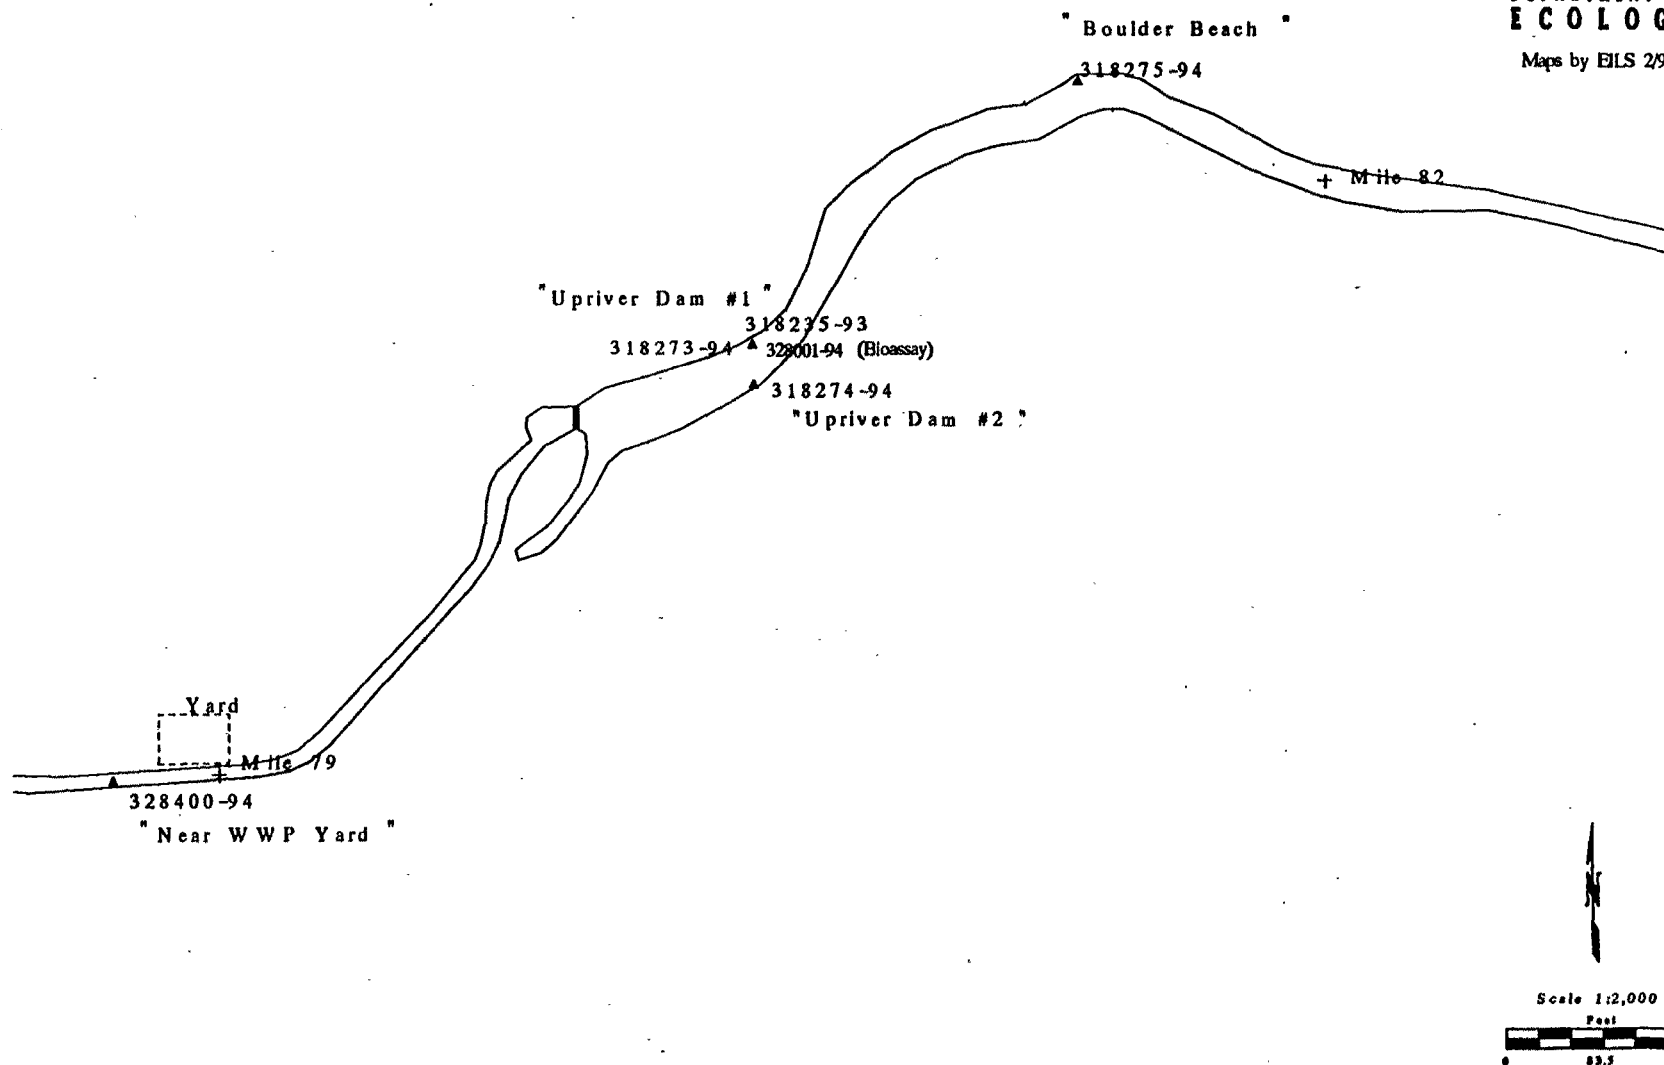 E C O L O G
Maps by EILS 2/9
" Boulder Beach "
318275-94
+ Mile 82
"Upriver Dam #1 "
318235-93
318273-94
328001-94 (Bioassay)
318274-94
"Upriver Dam #2 "
Yard
+ Mile 79
328400-94
"Near WWP Yard "
N
Scale 1:2,000
Feet
0 83.5